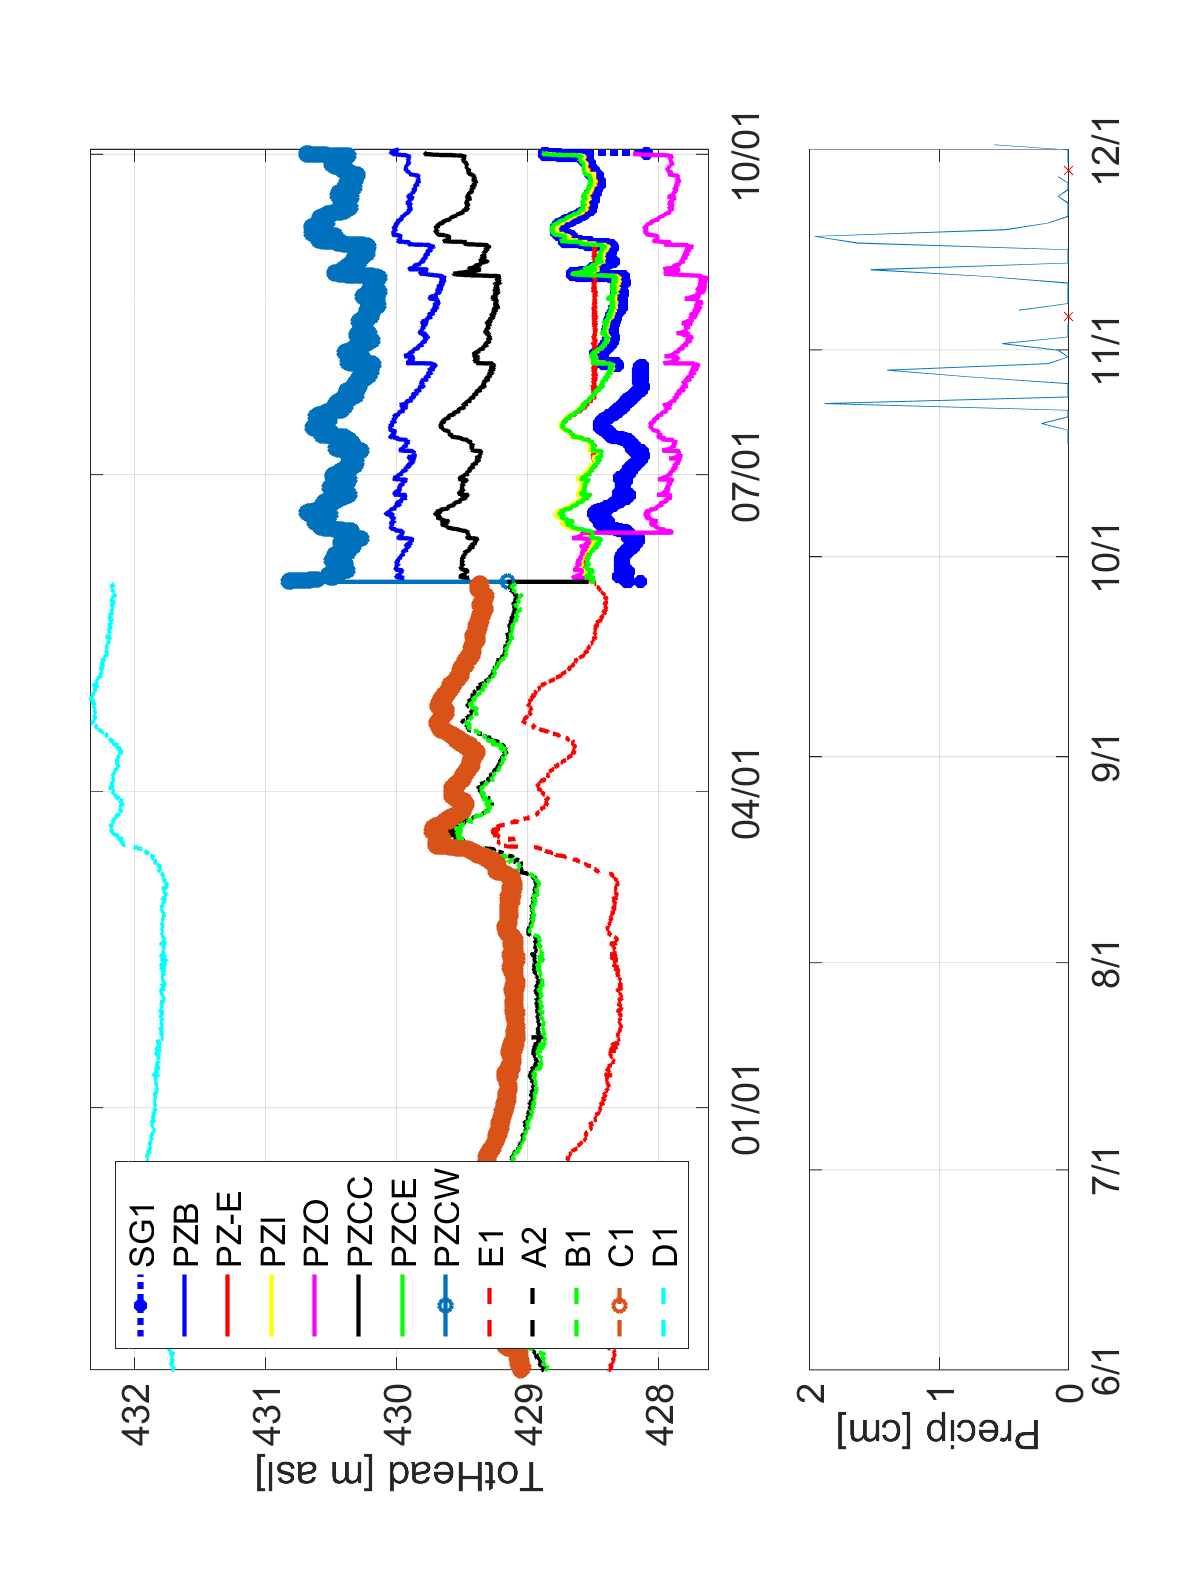 432
431
430
429
428
TotHead [m asl]
01/01
04/01
07/01
10/01
SG1
PZB
PZ-E
PZI
PZO
PZCC
PZCE
PZCW
E1
A2
B1
C1
D1
2
1
0
Precip [cm]
6/1
7/1
8/1
9/1
10/1
11/1
12/1